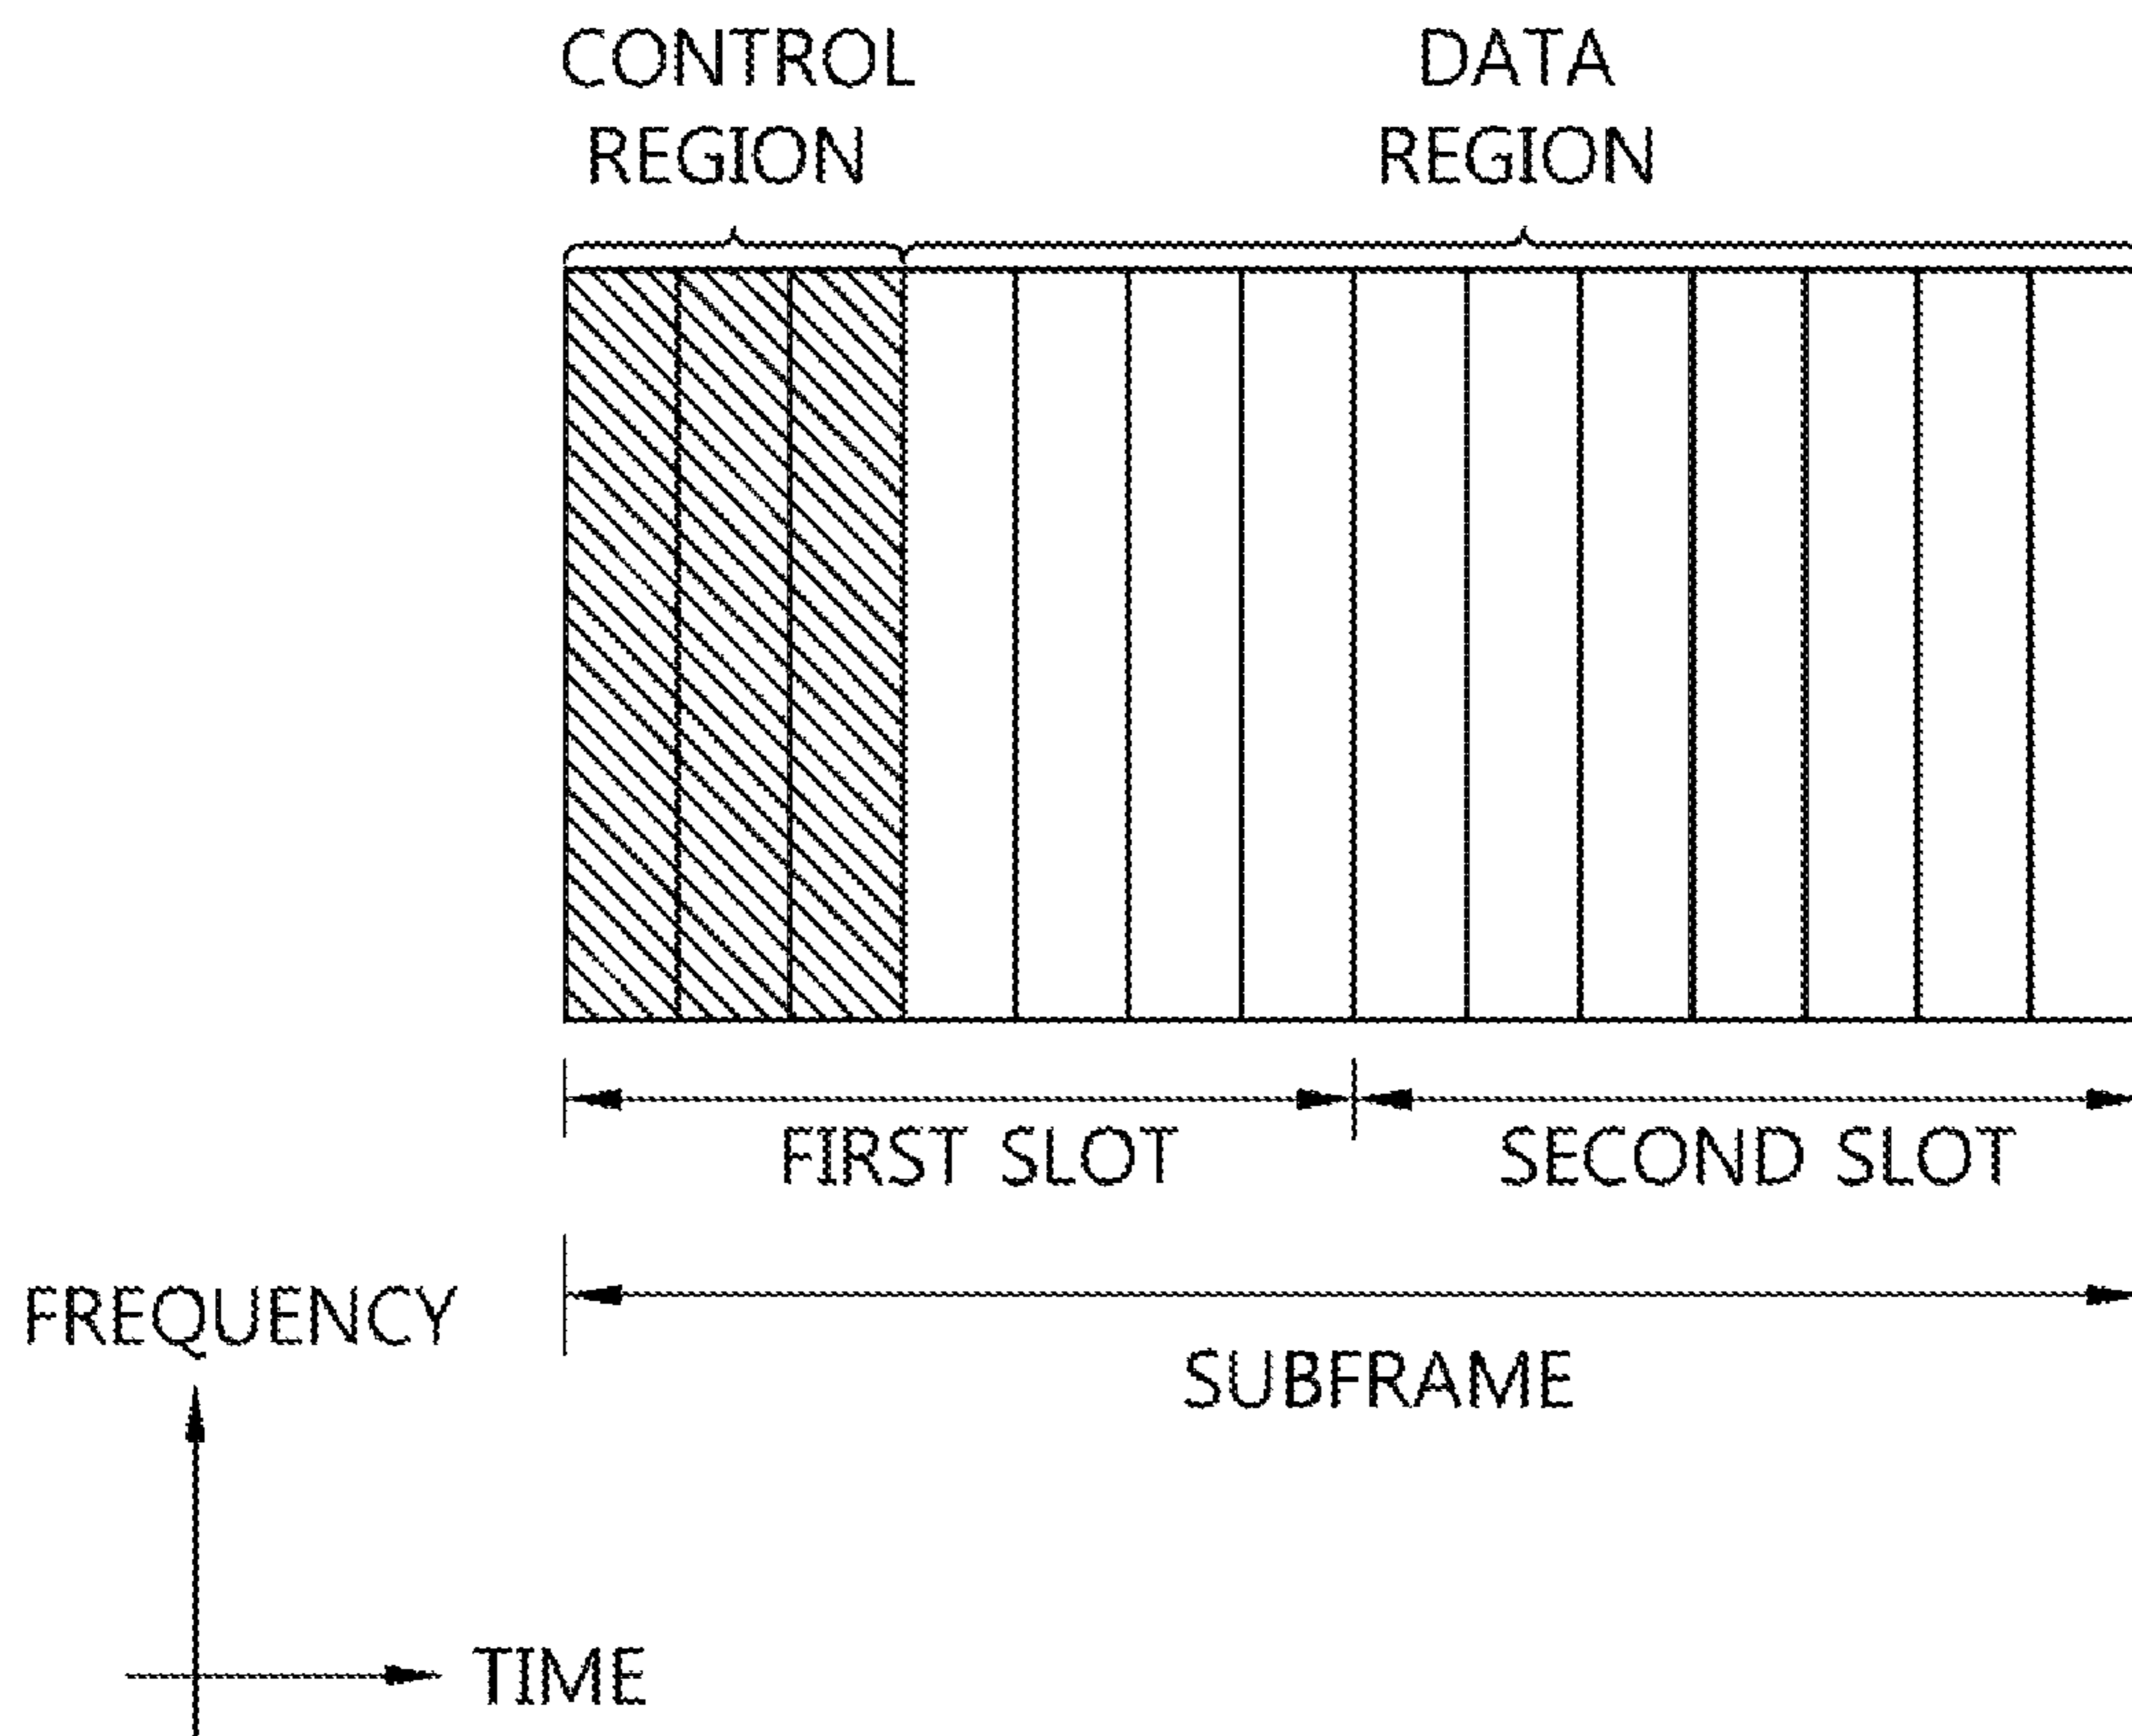 CONTROL
REGION
DATA
REGION
FIRST SLOT
SECOND SLOT
SUBFRAME
FREQUENCY
TIME